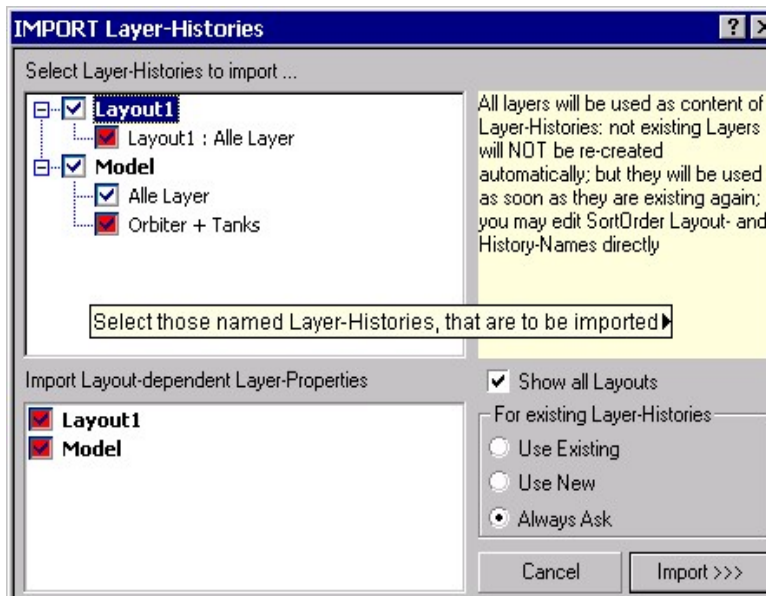 IMPORT Layer-Histories
Select Layer-Histories to import ...
Layout1
Layout1 : Alle Layer
Model
Alle Layer
Orbiter + Tanks
All layers will be used as content of
Layer-Histories: not existing Layers
will NOT be re-created
automatically; but they will be used
as soon as they are existing again;
you may edit SortOrder Layout- and
History-Names directly
Select those named Layer-Histories, that are to be imported
Import Layout-dependent Layer-Properties
Layout1
Model
Show all Layouts
For existing Layer-Histories
Use Existing
Use New
Always Ask
Cancel
Import >>>